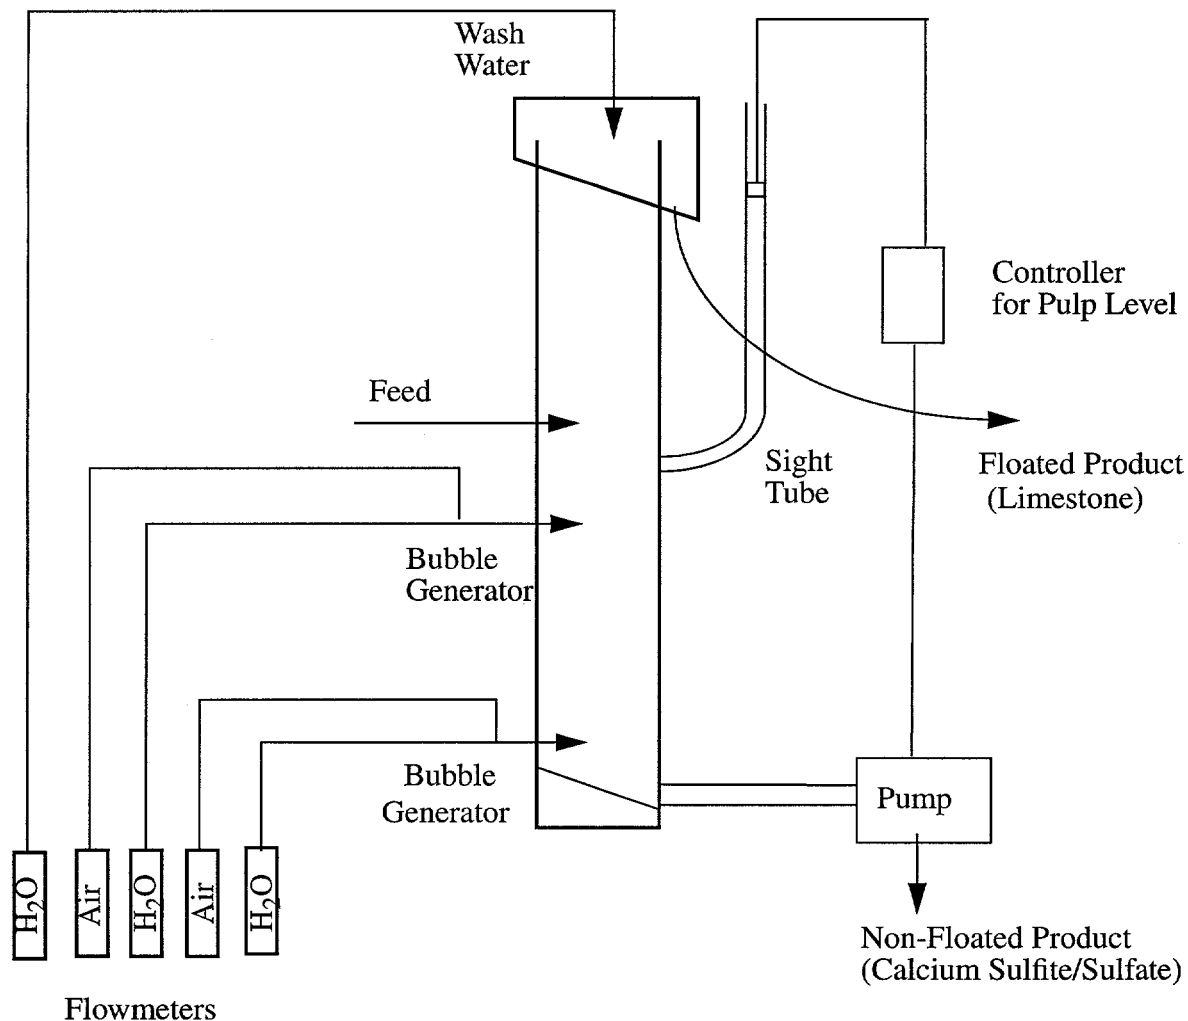 Wash
Water
Controller
for Pulp Level
Feed
Sight
Tube
Floated Product
(Limestone)
Bubble
Generator
Bubble
Generator
Pump
H₂O
Air
H₂O
Air
H₂O
Non-Floated Product
(Calcium Sulfite/Sulfate)
Flowmeters